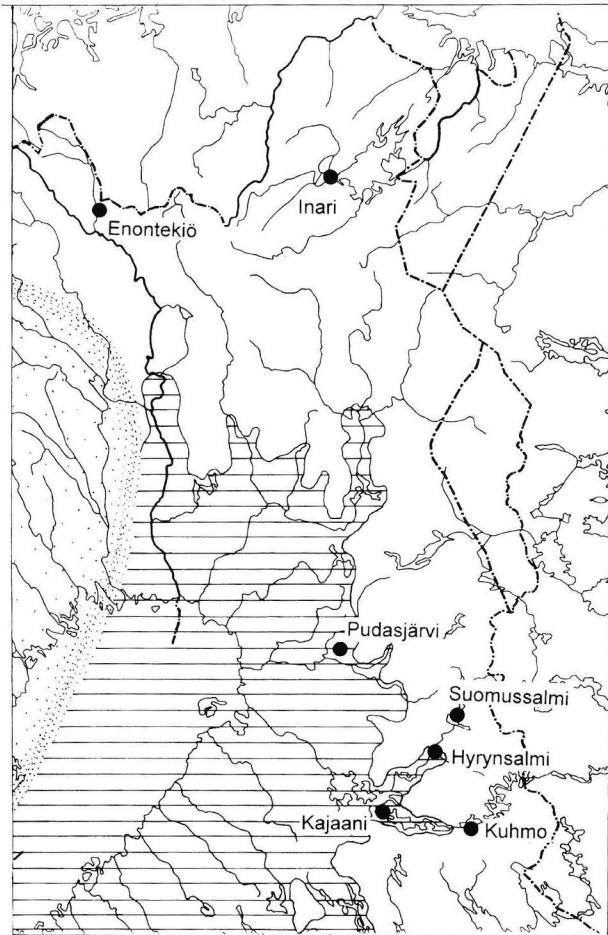 Inari
Enontekiö
Pudasjärvi
Suomussalmi
Hyrynsalmi
Kajaani
Kuhmo